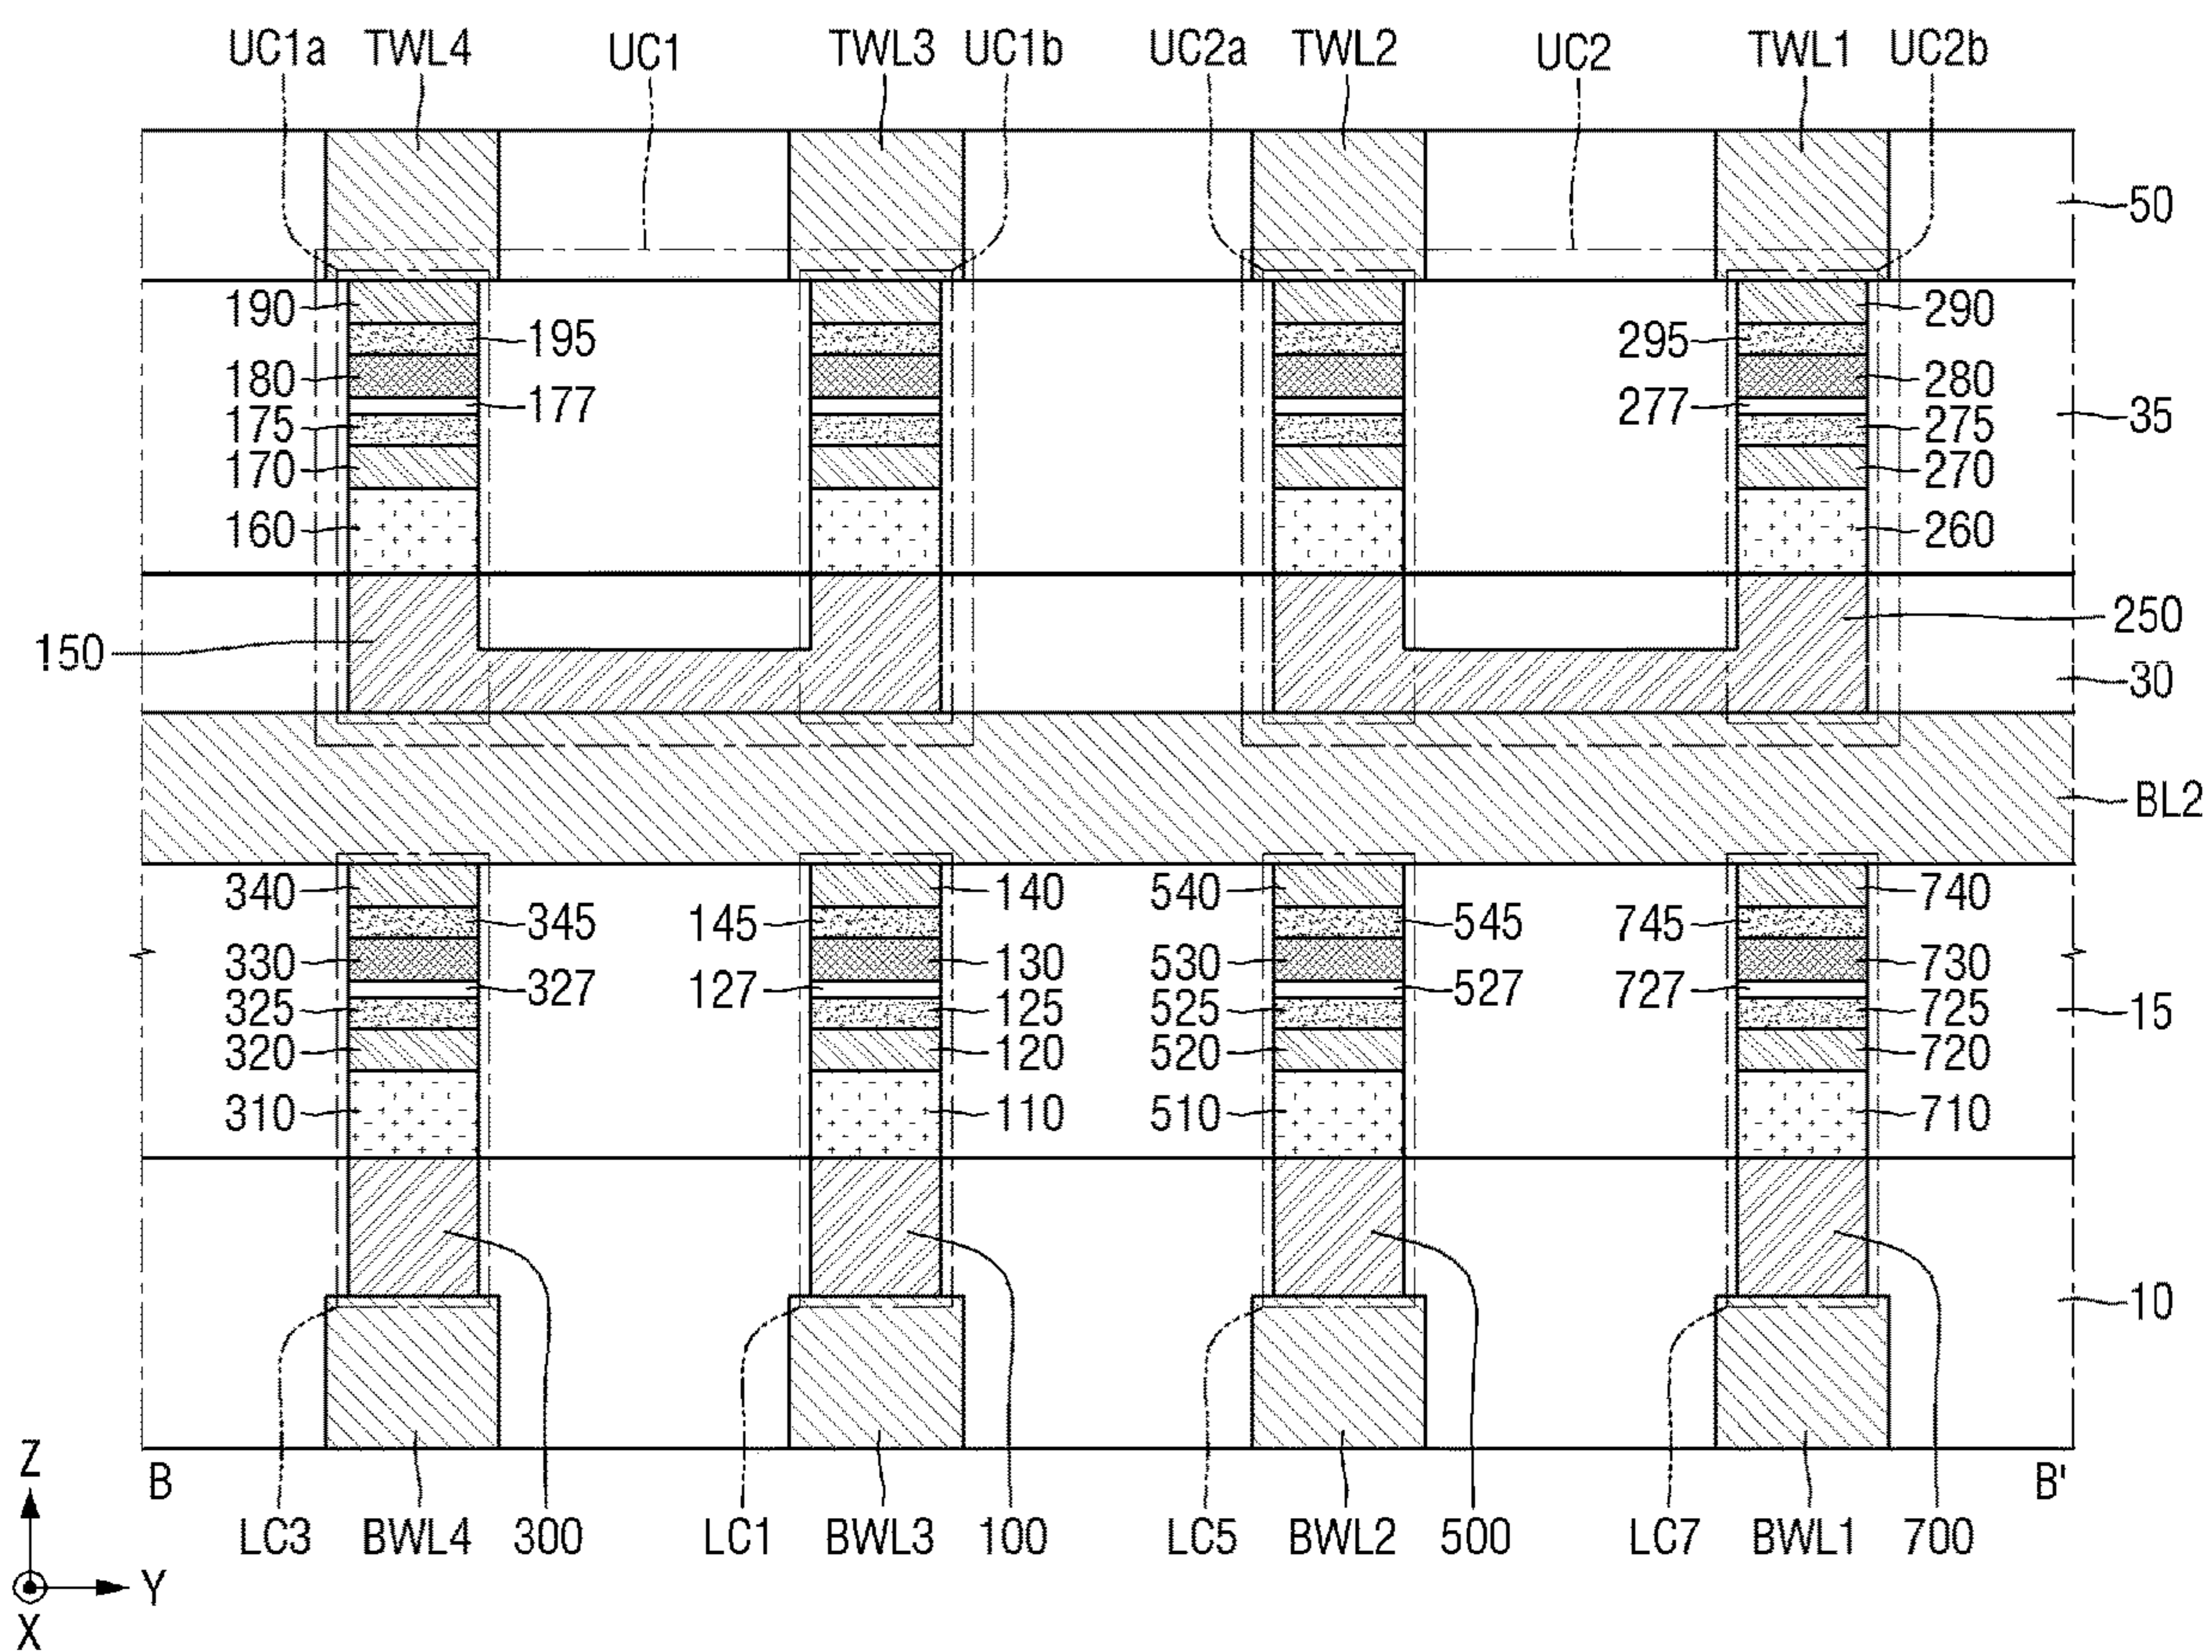 UC1a TWL4 UC1 TWL3 UC1b UC2a TWL2 UC2 TWL1 UC2b
50
190 290
195 295
180 280
177 277
175 275 35
170 270
160 260
150 250
30
BL2
340 140 540 740
345 145 545 745
330 130 530 730
327 127 527 727
325 125 525 725 15
320 120 520 720
310 110 510 710
10
Z B B'
LC3 BWL4 300 LC1 BWL3 100 LC5 BWL2 500 LC7 BWL1 700
Y
X